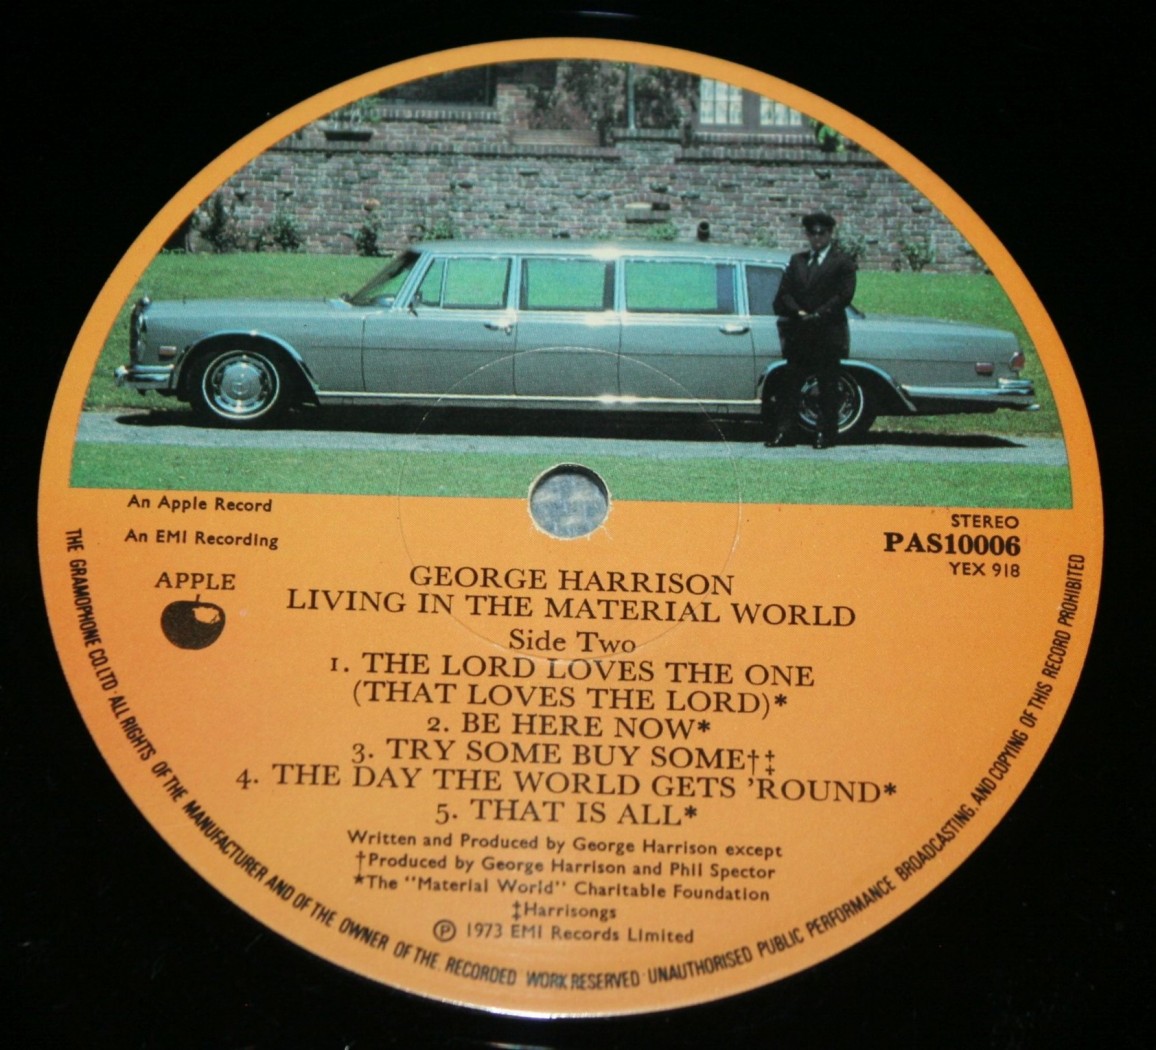 An Apple Record
An EMI Recording
APPLE
STEREO
PAS10006
YEX 918
GEORGE HARRISON
LIVING IN THE MATERIAL WORLD
Side Two
1. THE LORD LOVES THE ONE
(THAT LOVES THE LORD)*
2. BE HERE NOW*
3. TRY SOME BUY SOME†‡
4. THE DAY THE WORLD GETS 'ROUND*
5. THAT IS ALL*
Written and Produced by George Harrison except
†Produced by George Harrison and Phil Spector
*The "Material World" Charitable Foundation
‡Harrisongs
℗ 1973 EMI Records Limited
THE GRAMOPHONE CO. LTD · ALL RIGHTS OF THE MANUFACTURER AND OF THE OWNER OF THE RECORDED WORK RESERVED · UNAUTHORISED PUBLIC PERFORMANCE BROADCASTING. AND COPYING OF THIS RECORD PROHIBITED